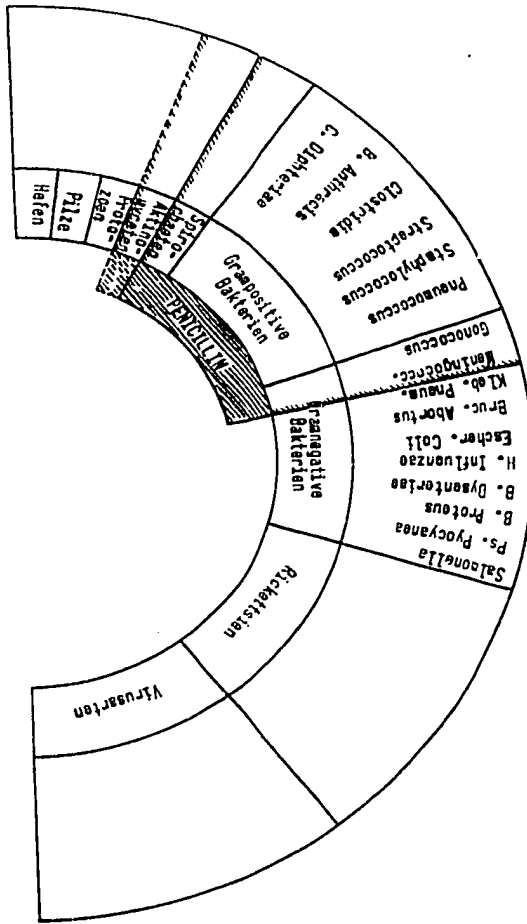 Hefen
Pilze
Proto-
zoen
Aktino-
Myceten
Spiro-
chaeten
Grampositive
Bakterien
PENICILLIN
C. Diphteriae
B. Anthracis
Clostridia
Streptococcus
Staphylococcus
Pneumococcus
Gonococcus
Meningococc.
Gramnegative
Bakterien
Kleb. Pneum.
Bruc. Abortus
Escher. Coli
H. Influenzae
B. Dysenteriae
B. Proteus
Ps. Pyocyanea
Salmonella
Rickettsien
Virusarten